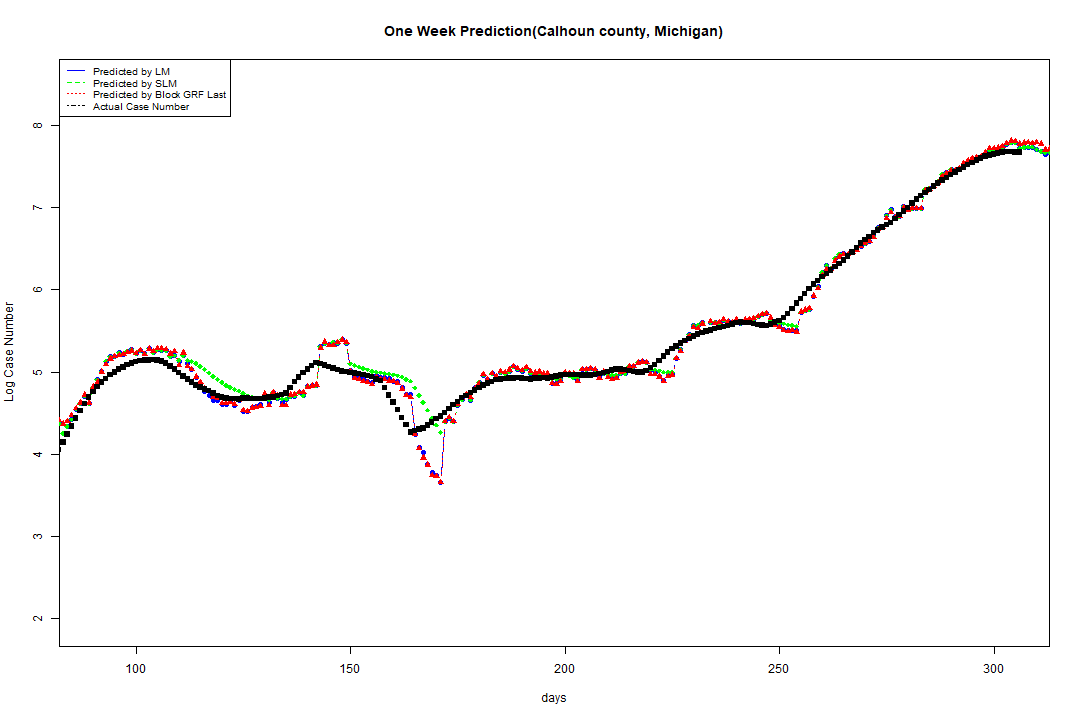 One Week Prediction(Calhoun county, Michigan)
Predicted by LM
Predicted by SLM
Predicted by Block GRF Last
Actual Case Number
8
7
6
5
4
3
2
Log Case Number
100 150 200 250 300
days